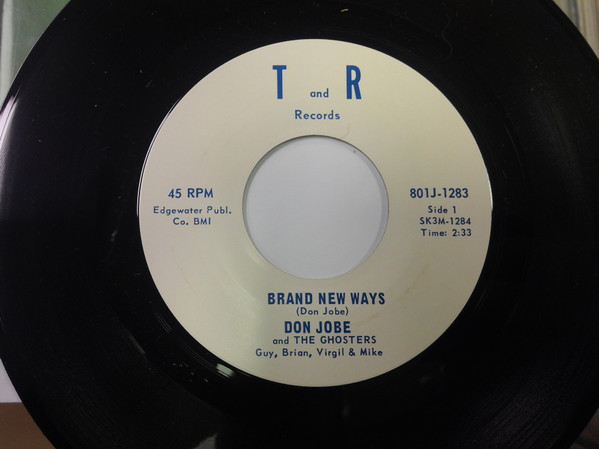 T and R
Records
45 RPM
Edgewater Publ.
Co. BMI
801J-1283
Side 1
SK3M-1284
Time: 2:33
BRAND NEW WAYS
(Don Jobe)
DON JOBE
and THE GHOSTERS
Guy, Brian, Virgil & Mike